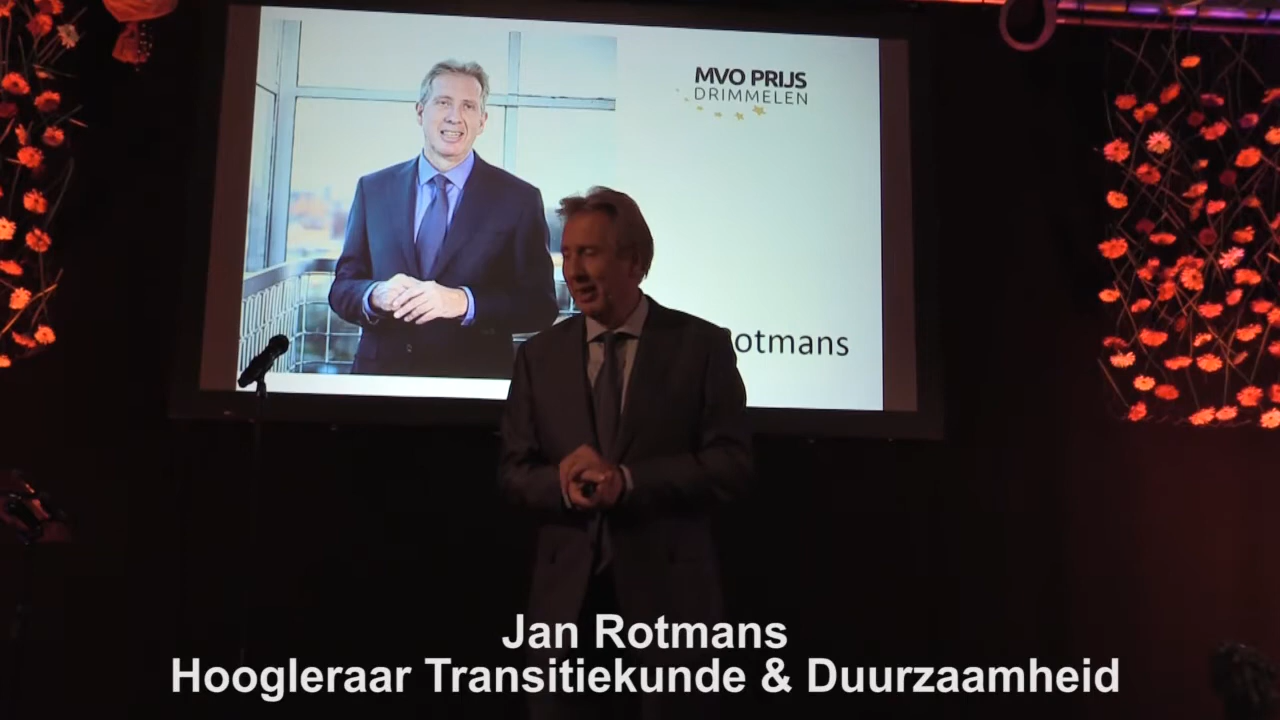 MVO PRIJS
DRIMMELEN
otmans
Jan Rotmans
Hoogleraar Transitiekunde & Duurzaamheid